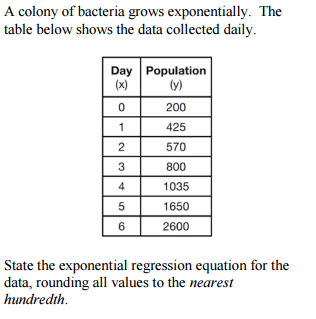 A colony of bacteria grows exponentially. The
table below shows the data collected daily.
Day Population
(x) (y)
0 200
1 425
2 570
3 800
4 1035
5 1650
6 2600
State the exponential regression equation for the
data, rounding all values to the nearest
hundredth.